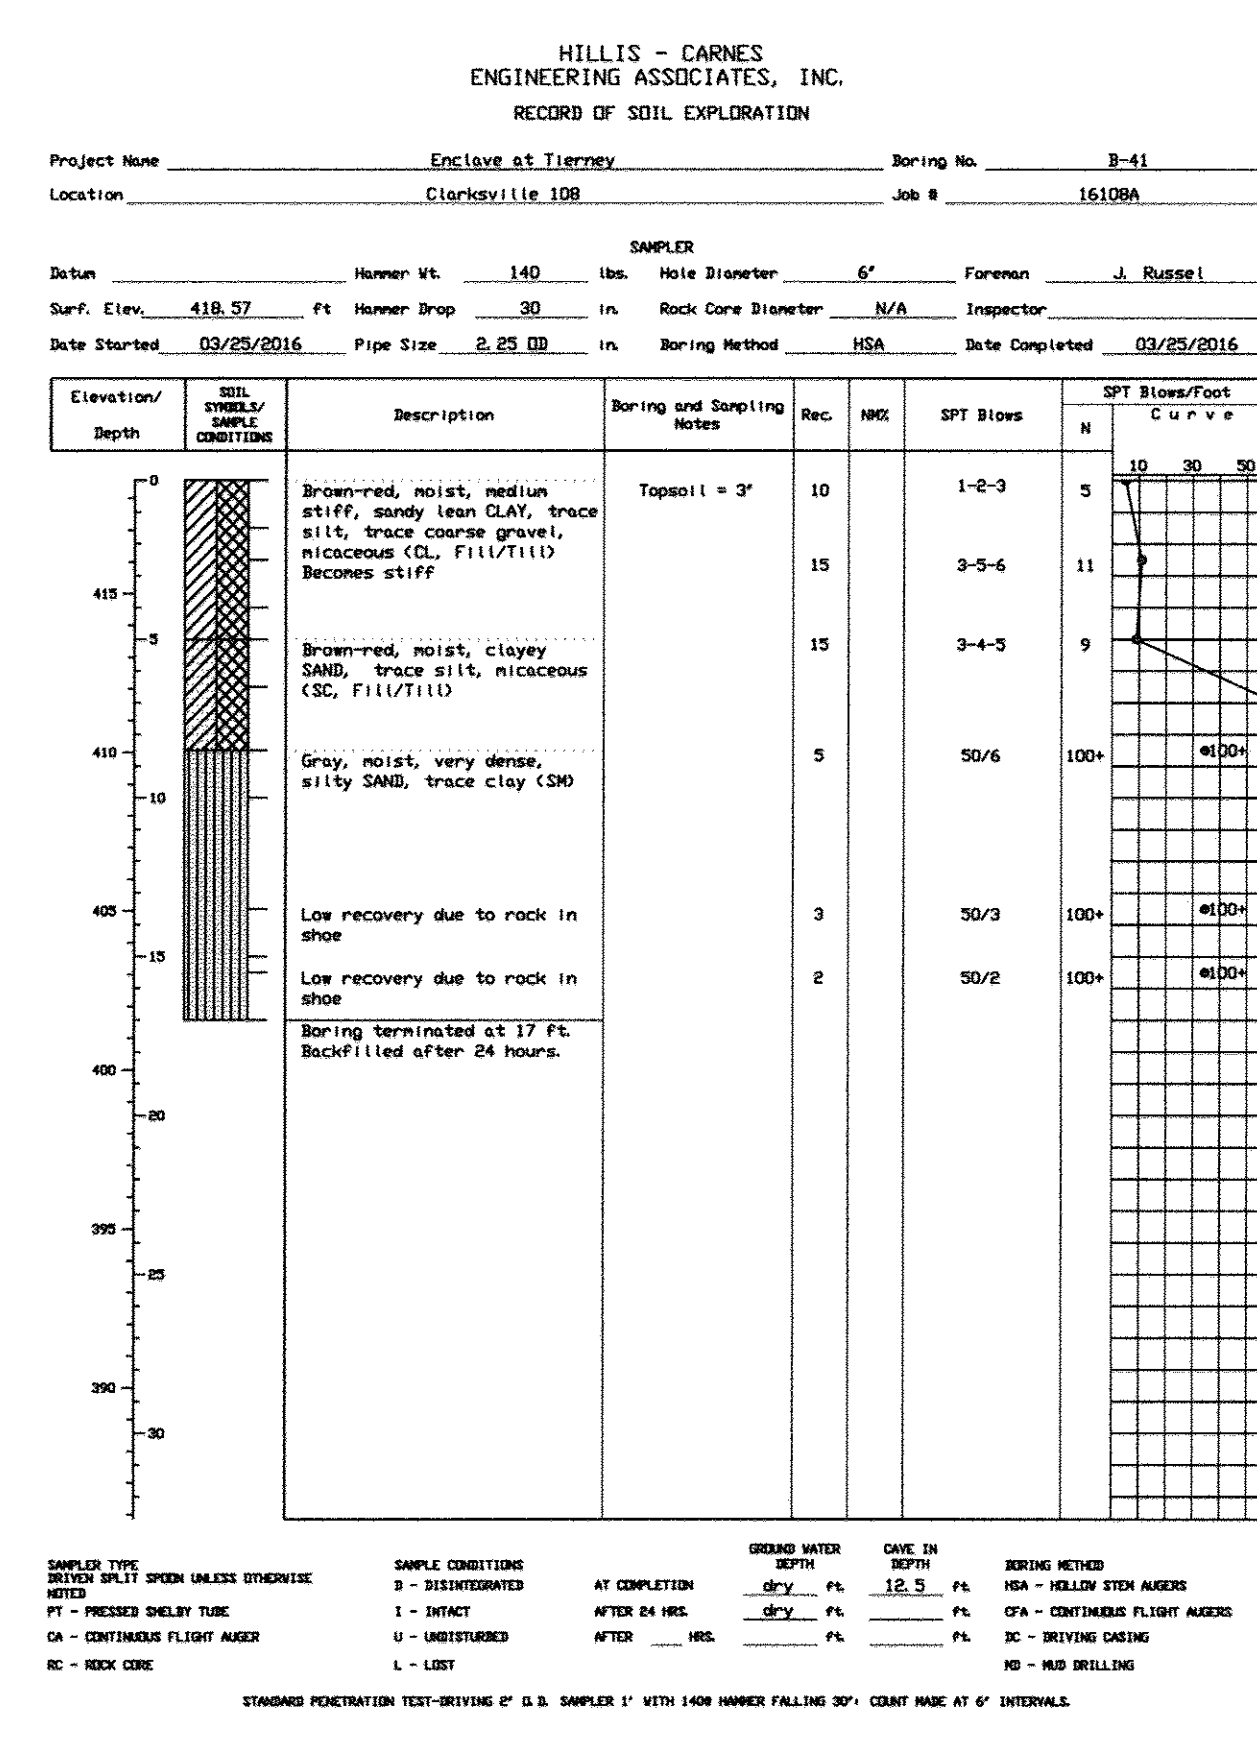 HILLIS - CARNES
ENGINEERING ASSOCIATES, INC.
RECORD OF SOIL EXPLORATION
Project Name Enclave at Tierney Boring No. B-41
Location Clarksville 108 Job # 16108A
SAMPLER
Datum Hammer Wt. 140 lbs. Hole Diameter 6" Foreman J. Russel
Surf. Elev. 418.57 ft Hammer Drop 30 in. Rock Core Diameter N/A Inspector
Date Started 03/25/2016 Pipe Size 2.25 OD in. Boring Method HSA Date Completed 03/25/2016
Elevation/ Depth
SOIL SYMBOLS/ SAMPLE CONDITIONS
Description
Boring and Sampling Notes
Rec. NM% SPT Blows
SPT Blows/Foot
N Curve
10 30 50
0
Brown-red, moist, medium Topsoil = 3" 10 1-2-3 5
stiff, sandy lean CLAY, trace
silt, trace coarse gravel,
micaceous (CL, Fill/Till)
Becomes stiff 15 3-5-6 11
415
5
Brown-red, moist, clayey 15 3-4-5 9
SAND, trace silt, micaceous
(SC, Fill/Till)
410
Gray, moist, very dense, 5 50/6 100+ 100+
silty SAND, trace clay (SM)
10
405
Low recovery due to rock in 3 50/3 100+ 100+
shoe
15
Low recovery due to rock in 2 50/2 100+ 100+
shoe
Boring terminated at 17 ft.
Backfilled after 24 hours.
400
20
395
25
390
30
SAMPLER TYPE
DRIVEN SPLIT SPOON UNLESS OTHERWISE
NOTED
PT - PRESSED SHELBY TUBE
CA - CONTINUOUS FLIGHT AUGER
RC - ROCK CORE
SAMPLE CONDITIONS
D - DISINTEGRATED
I - INTACT
U - UNDISTURBED
L - LOST
GROUND WATER DEPTH CAVE IN DEPTH
AT COMPLETION dry ft. 12.5 ft.
AFTER 24 HRS. dry ft. ft.
AFTER HRS. ft. ft.
BORING METHOD
HSA - HOLLOW STEM AUGERS
CFA - CONTINUOUS FLIGHT AUGERS
DC - DRIVING CASING
MD - MUD DRILLING
STANDARD PENETRATION TEST-DRIVING 2" O.D. SAMPLER 1' WITH 140# HAMMER FALLING 30"; COUNT MADE AT 6" INTERVALS.